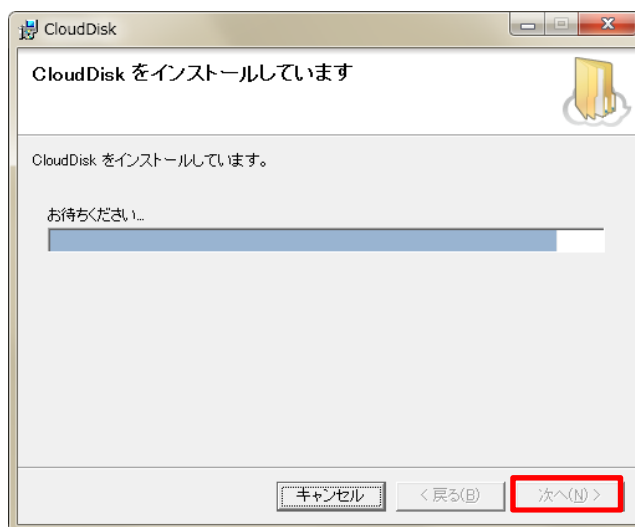 CloudDisk
CloudDisk をインストールしています
CloudDisk をインストールしています。
お待ちください...
キャンセル
< 戻る(B)
次へ(N) >